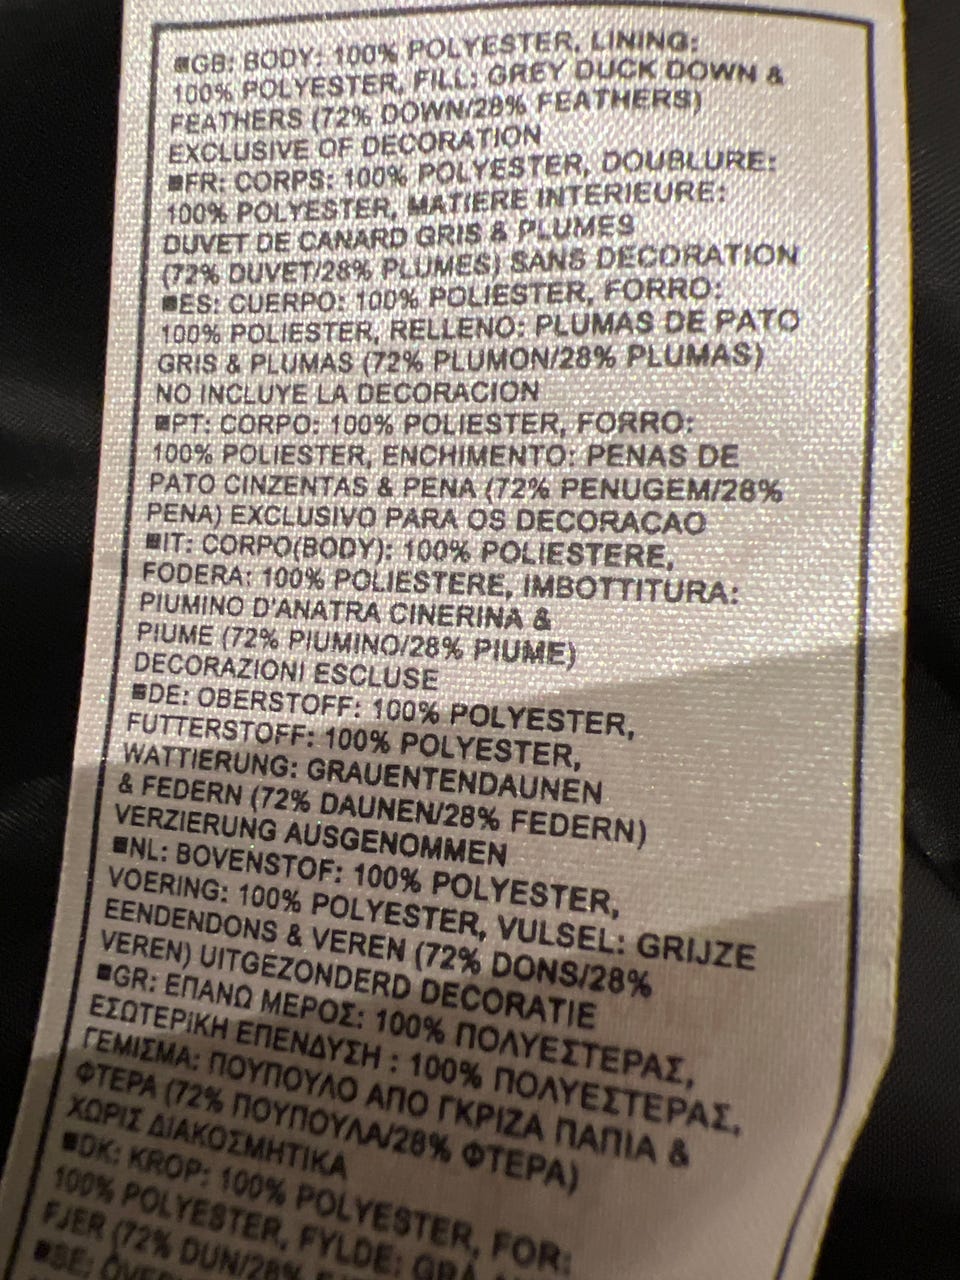 ■GB: BODY: 100% POLYESTER, LINING:
100% POLYESTER, FILL: GREY DUCK DOWN &
FEATHERS (72% DOWN/28% FEATHERS)
EXCLUSIVE OF DECORATION
■FR: CORPS: 100% POLYESTER, DOUBLURE:
100% POLYESTER, MATIERE INTERIEURE:
DUVET DE CANARD GRIS & PLUMES
(72% DUVET/28% PLUMES) SANS DECORATION
■ES: CUERPO: 100% POLIESTER, FORRO:
100% POLIESTER, RELLENO: PLUMAS DE PATO
GRIS & PLUMAS (72% PLUMON/28% PLUMAS)
NO INCLUYE LA DECORACION
■PT: CORPO: 100% POLIESTER, FORRO:
100% POLIESTER, ENCHIMENTO: PENAS DE
PATO CINZENTAS & PENA (72% PENUGEM/28%
PENA) EXCLUSIVO PARA OS DECORACAO
■IT: CORPO(BODY): 100% POLIESTERE,
FODERA: 100% POLIESTERE, IMBOTTITURA:
PIUMINO D'ANATRA CINERINA &
PIUME (72% PIUMINO/28% PIUME)
DECORAZIONI ESCLUSE
■DE: OBERSTOFF: 100% POLYESTER,
FUTTERSTOFF: 100% POLYESTER,
WATTIERUNG: GRAUENTENDAUNEN
& FEDERN (72% DAUNEN/28% FEDERN)
VERZIERUNG AUSGENOMMEN
■NL: BOVENSTOF: 100% POLYESTER,
VOERING: 100% POLYESTER, VULSEL: GRIJZE
EENDENDONS & VEREN (72% DONS/28%
VEREN) UITGEZONDERD DECORATIE
■GR: ΕΠΑΝΩ ΜΕΡΟΣ: 100% ΠΟΛΥΕΣΤΕΡΑΣ,
ΕΣΩΤΕΡΙΚΗ ΕΠΕΝΔΥΣΗ : 100% ΠΟΛΥΕΣΤΕΡΑΣ,
ΓΕΜΙΣΜΑ: ΠΟΥΠΟΥΛΟ ΑΠΟ ΓΚΡΙΖΑ ΠΑΠΙΑ &
ΦΤΕΡΑ (72% ΠΟΥΠΟΥΛΑ/28% ΦΤΕΡΑ)
ΧΩΡΙΣ ΔΙΑΚΟΣΜΗΤΙΚΑ
■DK: KROP: 100% POLYESTER, FOR:
100% POLYESTER, FYLDE: GRÅ
FJER (72% DUN/28%
■SE: